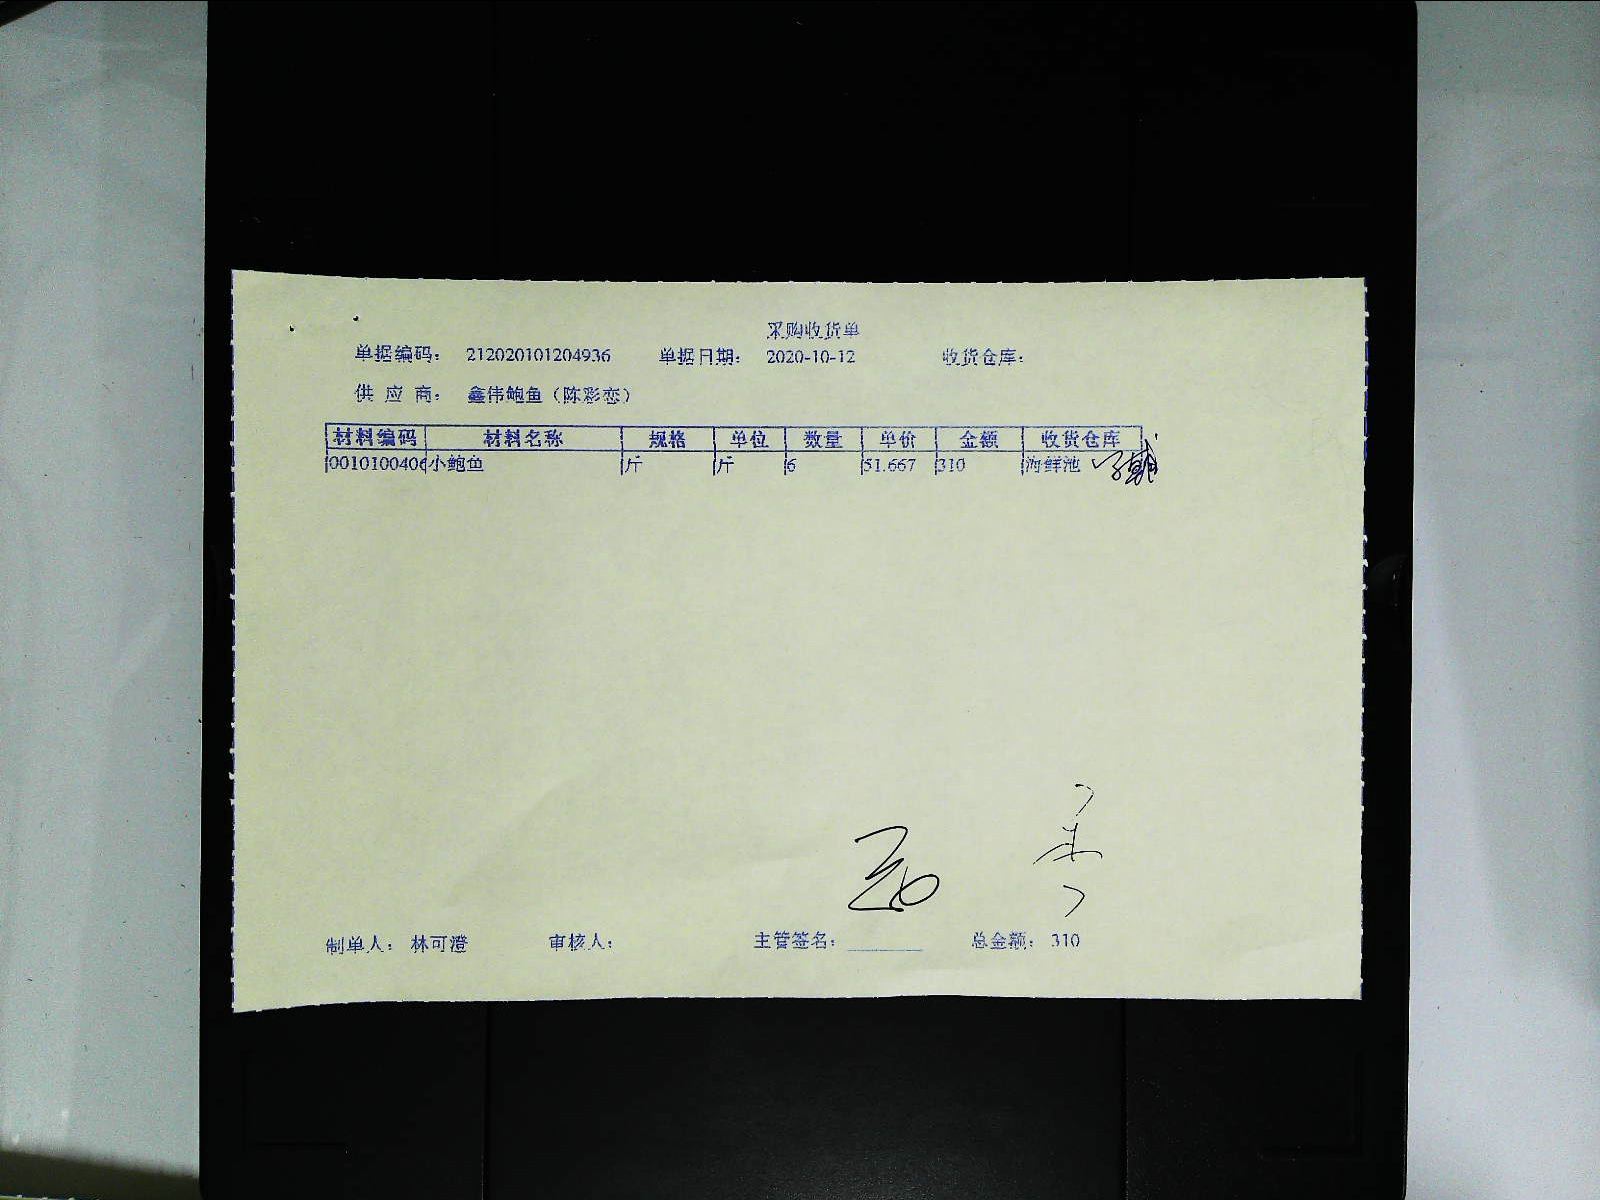 采购收货单
单据编码： 212020101204936 单据日期： 2020-10-12 收货仓库：
供 应 商： 鑫伟鲍鱼（陈彩恋）
材料编码 材料名称 规格 单位 数量 单价 金额 收货仓库
0010100406 小鲍鱼 斤 斤 6 51.667 310 海鲜池
制单人： 林可澄 审核人： 主管签名： 总金额： 310